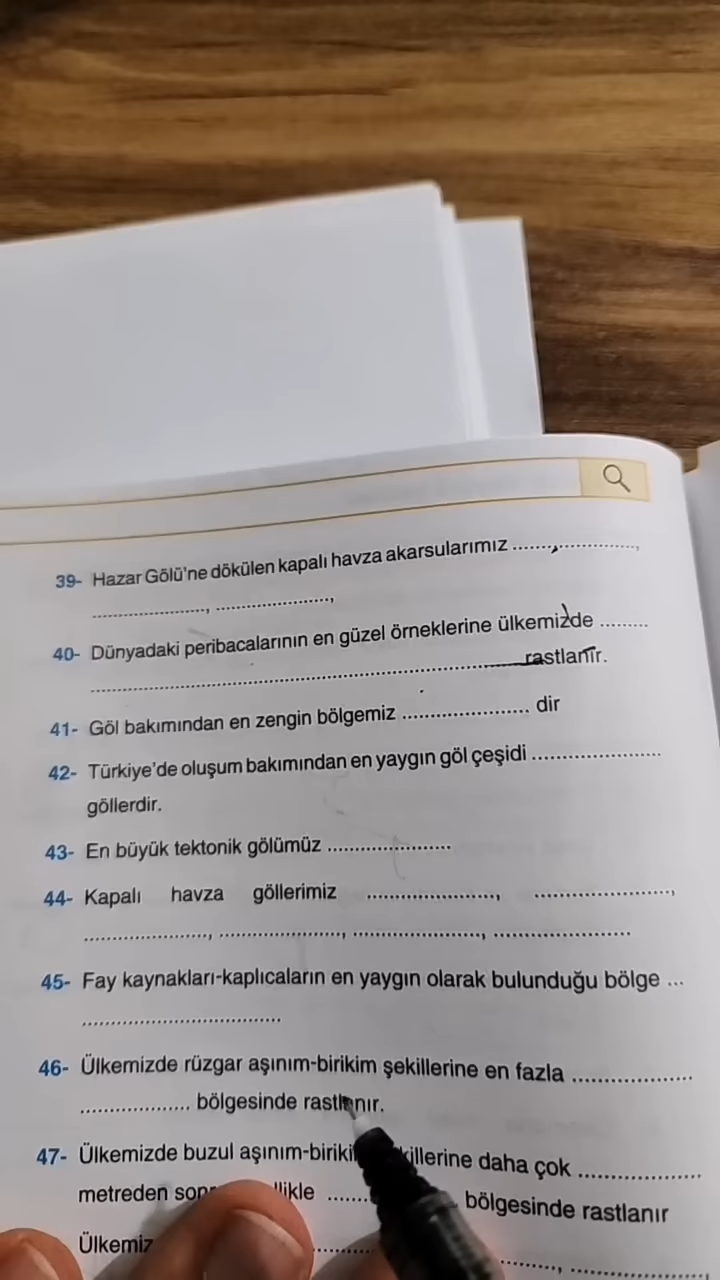 39- Hazar Gölü'ne dökülen kapalı havza akarsularımız ......., ..............,
......................, ......................,
40- Dünyadaki peribacalarının en güzel örneklerine ülkemizde .........
.................................................................. rastlanır.
41- Göl bakımından en zengin bölgemiz ...................... dir
42- Türkiye'de oluşum bakımından en yaygın göl çeşidi ......................
göllerdir.
43- En büyük tektonik gölümüz ......................
44- Kapalı havza göllerimiz ......................, ......................,
......................, ......................, ......................, ......................
45- Fay kaynakları-kaplıcaların en yaygın olarak bulunduğu bölge ...
..................................
46- Ülkemizde rüzgar aşınım-birikim şekillerine en fazla ....................
.................. bölgesinde rastlanır.
47- Ülkemizde buzul aşınım-birikim şekillerine daha çok ....................
metreden ....... bölgesinde rastlanır